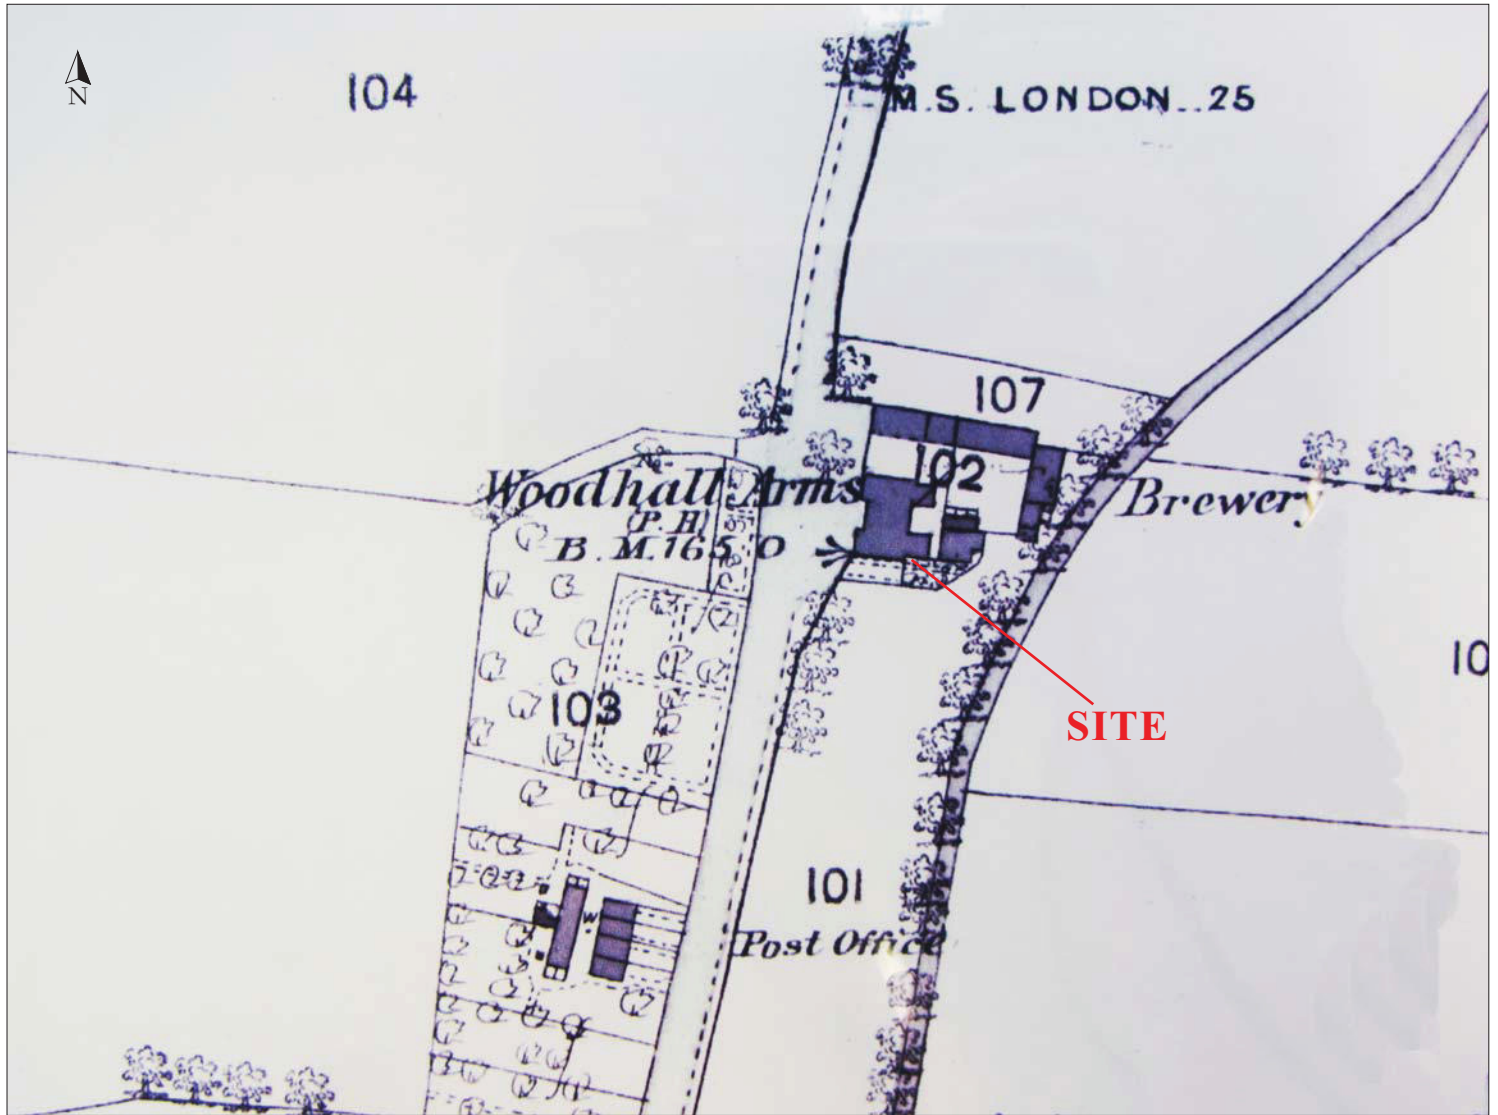 104
N
M.S. LONDON 25
107
102
Woodhall Arms
(P. H)
B. M. 165 0
Brewery
10
103
SITE
101
W
Post Office